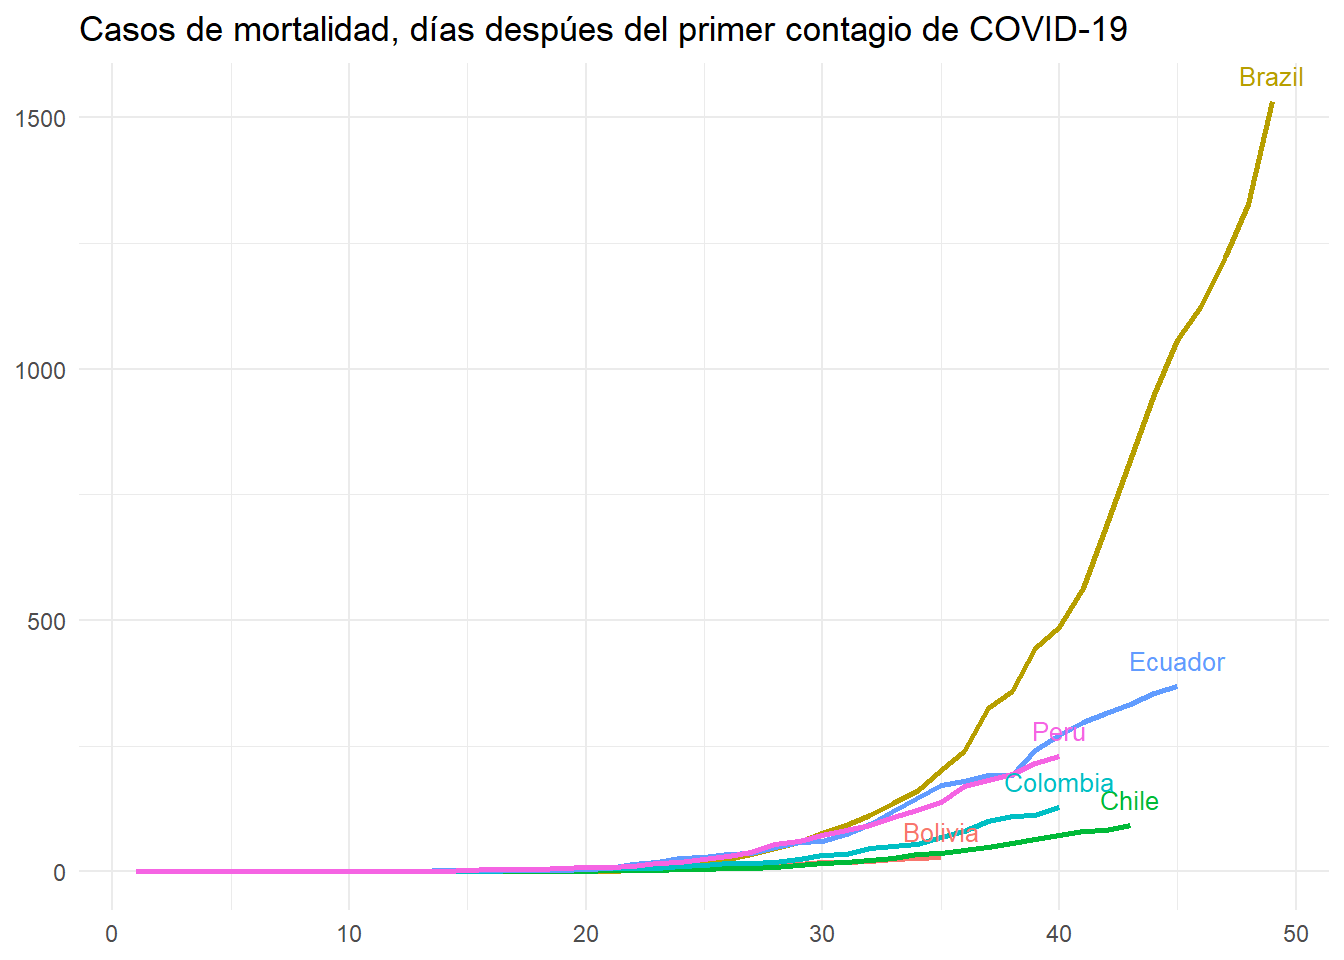 Casos de mortalidad, días despúes del primer contagio de COVID-19
Brazil
1500
1000
500
Ecuador
Peru
Colombia
Chile
Bolivia
0
0 10 20 30 40 50